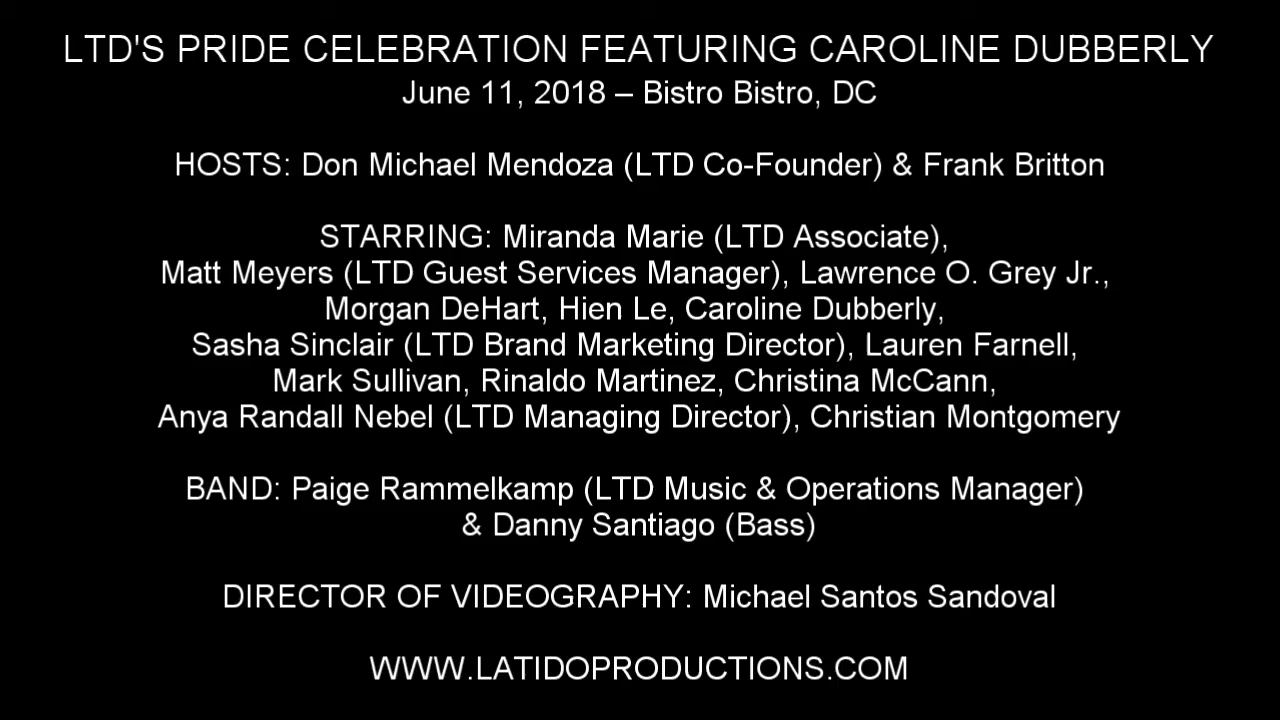 LTD'S PRIDE CELEBRATION FEATURING CAROLINE DUBBERLY
June 11, 2018 – Bistro Bistro, DC
HOSTS: Don Michael Mendoza (LTD Co-Founder) & Frank Britton
STARRING: Miranda Marie (LTD Associate),
Matt Meyers (LTD Guest Services Manager), Lawrence O. Grey Jr.,
Morgan DeHart, Hien Le, Caroline Dubberly,
Sasha Sinclair (LTD Brand Marketing Director), Lauren Farnell,
Mark Sullivan, Rinaldo Martinez, Christina McCann,
Anya Randall Nebel (LTD Managing Director), Christian Montgomery
BAND: Paige Rammelkamp (LTD Music & Operations Manager)
& Danny Santiago (Bass)
DIRECTOR OF VIDEOGRAPHY: Michael Santos Sandoval
WWW.LATIDOPRODUCTIONS.COM